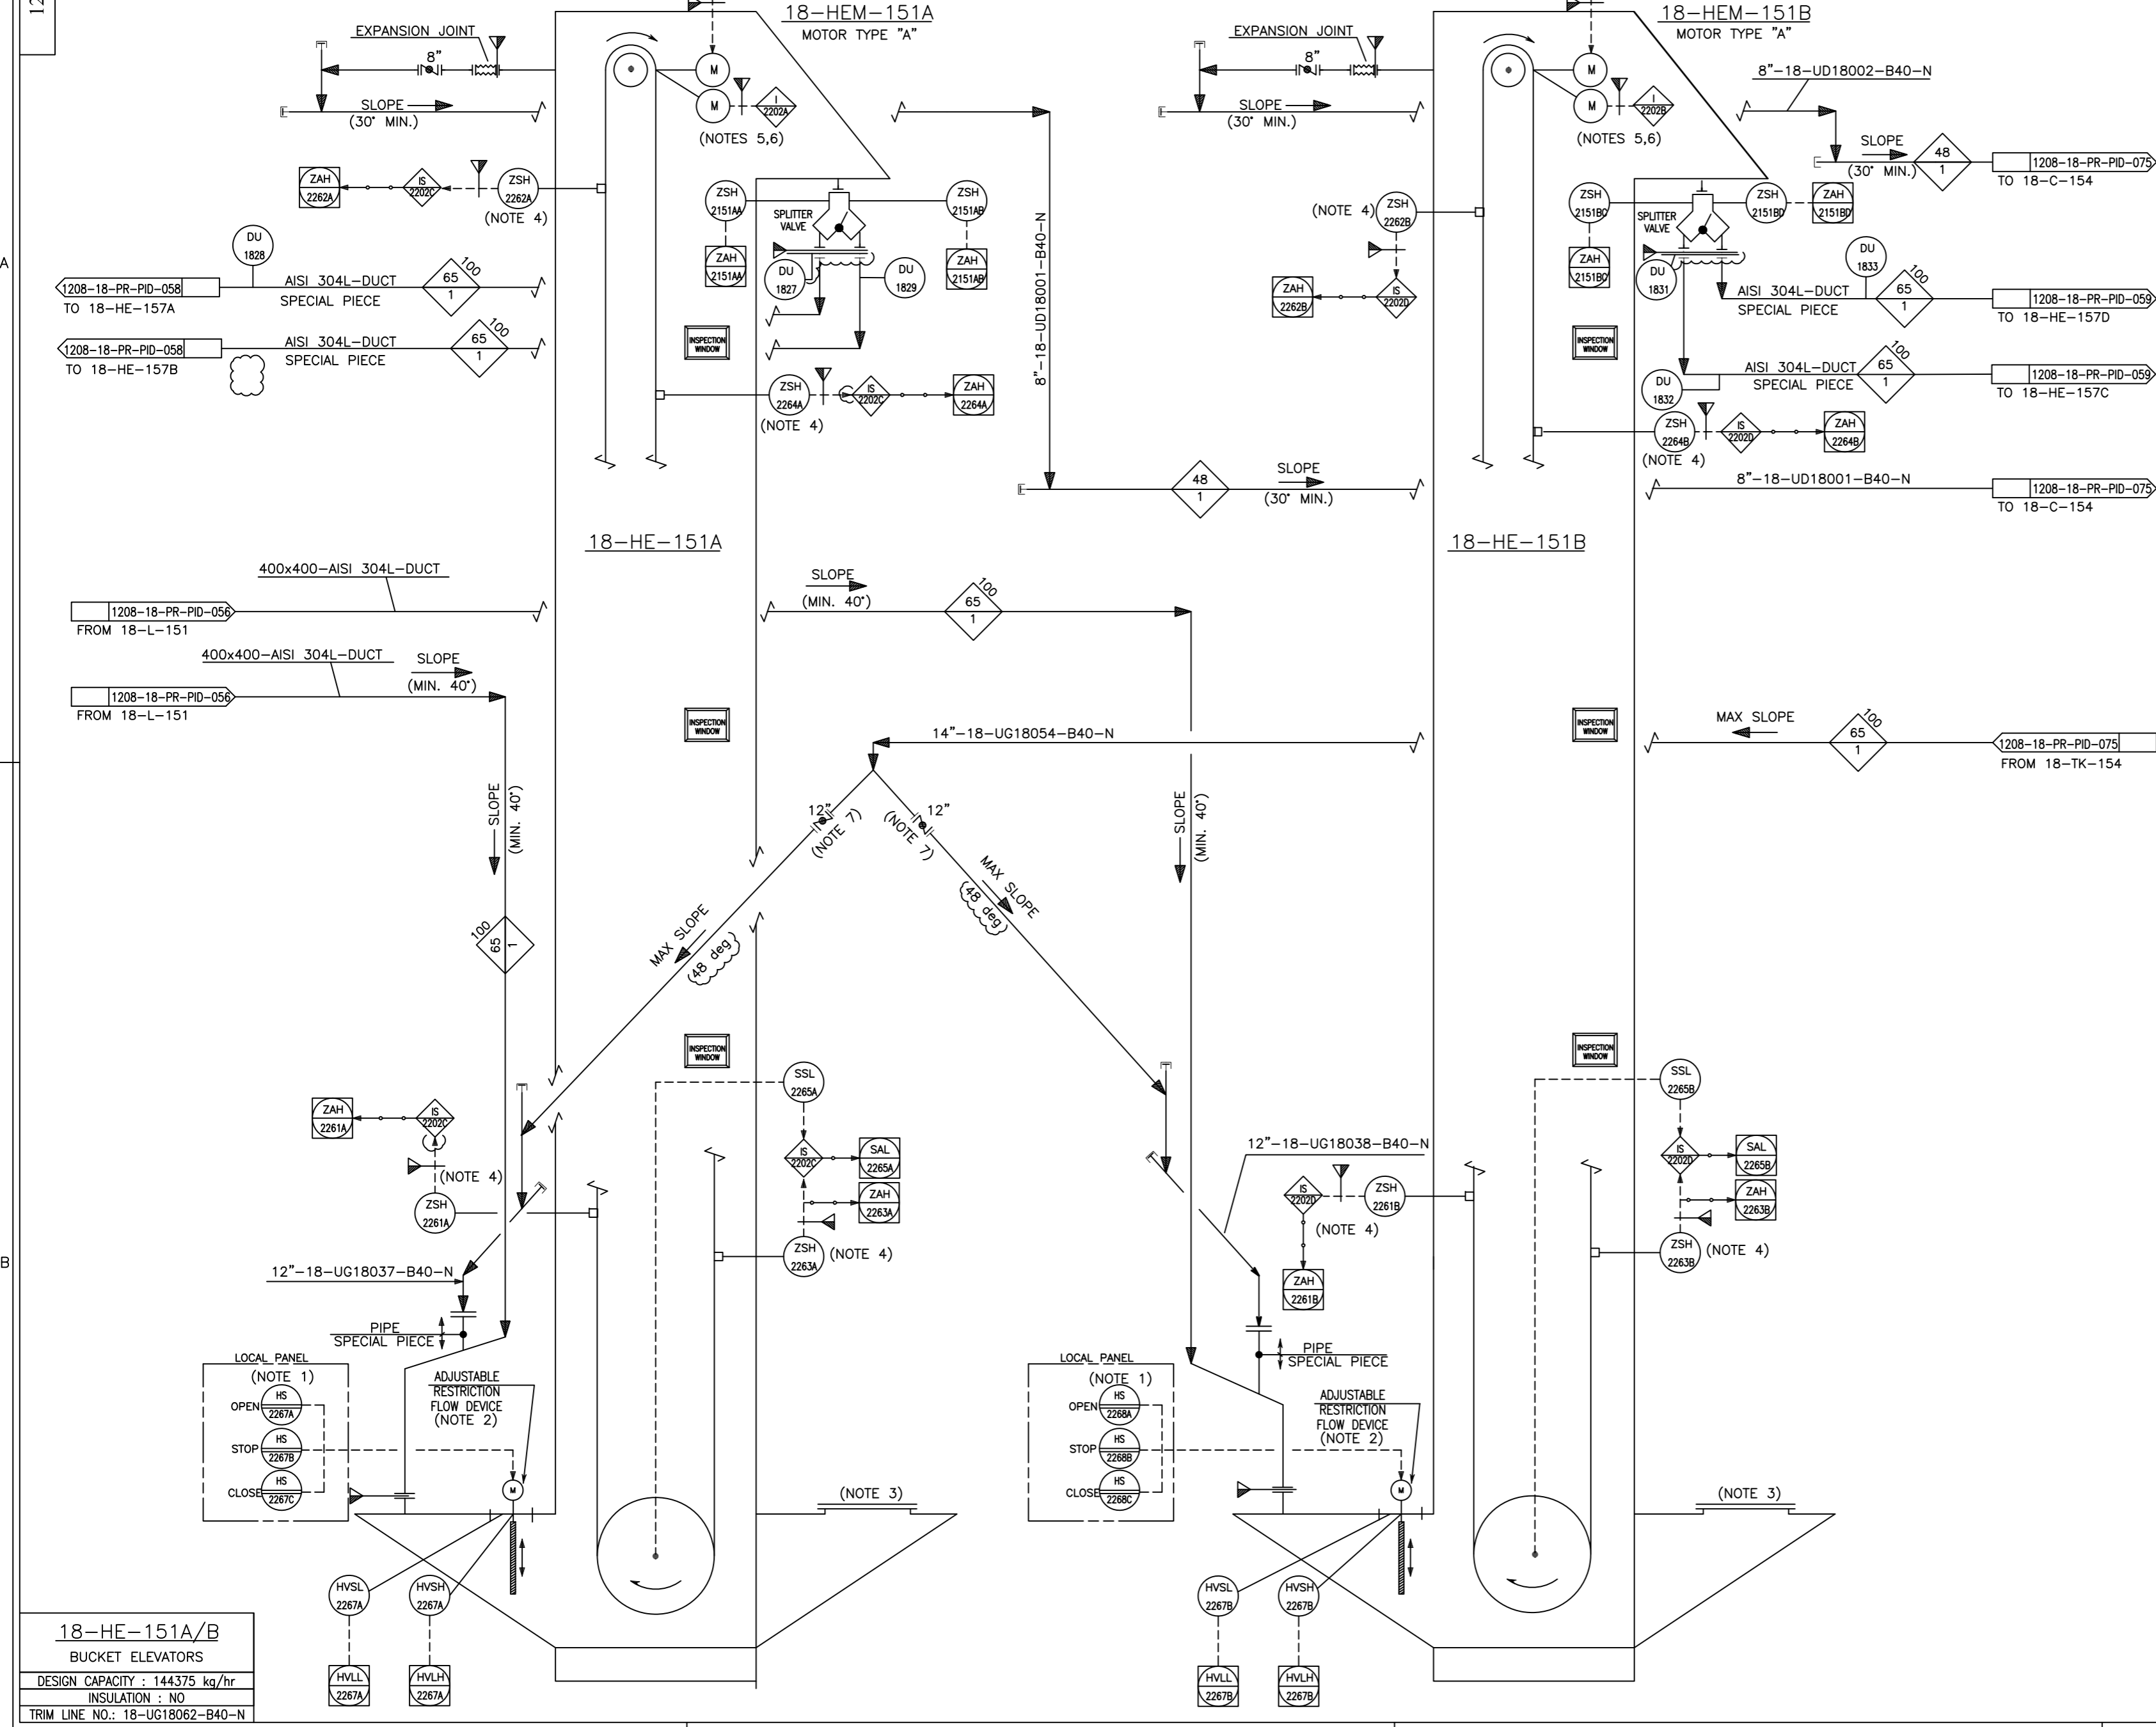 12
18-HEM-151A
MOTOR TYPE "A"
18-HEM-151B
MOTOR TYPE "A"
EXPANSION JOINT
8"
M
M
I
2202A
(NOTES 5,6)
SLOPE
(30° MIN.)
EXPANSION JOINT
8"
M
M
I
2202B
(NOTES 5,6)
SLOPE
(30° MIN.)
8"-18-UD18002-B40-N
SLOPE
(30° MIN.)
48
1
1208-18-PR-PID-075
TO 18-C-154
ZAH
2262A
IS
2202C
ZSH
2262A
(NOTE 4)
ZSH
2151AA
SPLITTER
VALVE
ZSH
2151AB
ZAH
2151AA
ZAH
2151AB
DU
1827
DU
1829
8"-18-UD18001-B40-N
(NOTE 4)
ZSH
2262B
ZAH
2262B
IS
2202D
ZSH
2151BC
SPLITTER
VALVE
ZSH
2151BD
ZAH
2151BD
ZAH
2151BC
DU
1831
DU
1833
A
DU
1828
1208-18-PR-PID-058
TO 18-HE-157A
AISI 304L-DUCT
SPECIAL PIECE
65
1
100
1208-18-PR-PID-058
TO 18-HE-157B
AISI 304L-DUCT
SPECIAL PIECE
65
1
100
AISI 304L-DUCT
SPECIAL PIECE
65
1
100
1208-18-PR-PID-059
TO 18-HE-157D
AISI 304L-DUCT
SPECIAL PIECE
65
1
100
1208-18-PR-PID-059
TO 18-HE-157C
DU
1832
INSPECTION
WINDOW
INSPECTION
WINDOW
ZSH
2264A
(NOTE 4)
IS
2202C
ZAH
2264A
ZSH
2264B
(NOTE 4)
IS
2202D
ZAH
2264B
48
1
SLOPE
(30° MIN.)
8"-18-UD18001-B40-N
1208-18-PR-PID-075
TO 18-C-154
18-HE-151A
18-HE-151B
400x400-AISI 304L-DUCT
1208-18-PR-PID-056
FROM 18-L-151
SLOPE
(MIN. 40°)
65
1
100
400x400-AISI 304L-DUCT
SLOPE
(MIN. 40°)
1208-18-PR-PID-056
FROM 18-L-151
INSPECTION
WINDOW
INSPECTION
WINDOW
14"-18-UG18054-B40-N
MAX SLOPE
65
1
100
1208-18-PR-PID-075
FROM 18-TK-154
SLOPE
(MIN. 40°)
12"
(NOTE 7)
12"
(NOTE 7)
SLOPE
(MIN. 40°)
MAX SLOPE
(48 deg)
MAX SLOPE
(48 deg)
65
1
100
INSPECTION
WINDOW
INSPECTION
WINDOW
SSL
2265A
IS
2202C
SAL
2265A
ZAH
2263A
ZSH
2263A
(NOTE 4)
SSL
2265B
IS
2202D
SAL
2265B
ZAH
2263B
ZSH
2263B
(NOTE 4)
ZAH
2261A
IS
2202C
(NOTE 4)
ZSH
2261A
12"-18-UG18038-B40-N
IS
2202D
ZSH
2261B
(NOTE 4)
ZAH
2261B
B
12"-18-UG18037-B40-N
PIPE
SPECIAL PIECE
PIPE
SPECIAL PIECE
LOCAL PANEL
(NOTE 1)
OPEN
HS
2267A
STOP
HS
2267B
CLOSE
HS
2267C
ADJUSTABLE
RESTRICTION
FLOW DEVICE
(NOTE 2)
M
(NOTE 3)
LOCAL PANEL
(NOTE 1)
OPEN
HS
2268A
STOP
HS
2268B
CLOSE
HS
2268C
ADJUSTABLE
RESTRICTION
FLOW DEVICE
(NOTE 2)
M
(NOTE 3)
HVSL
2267A
HVSH
2267A
HVLL
2267A
HVLH
2267A
HVSL
2267B
HVSH
2267B
HVLL
2267B
HVLH
2267B
18-HE-151A/B
BUCKET ELEVATORS
DESIGN CAPACITY : 144375 kg/hr
INSULATION : NO
TRIM LINE NO.: 18-UG18062-B40-N